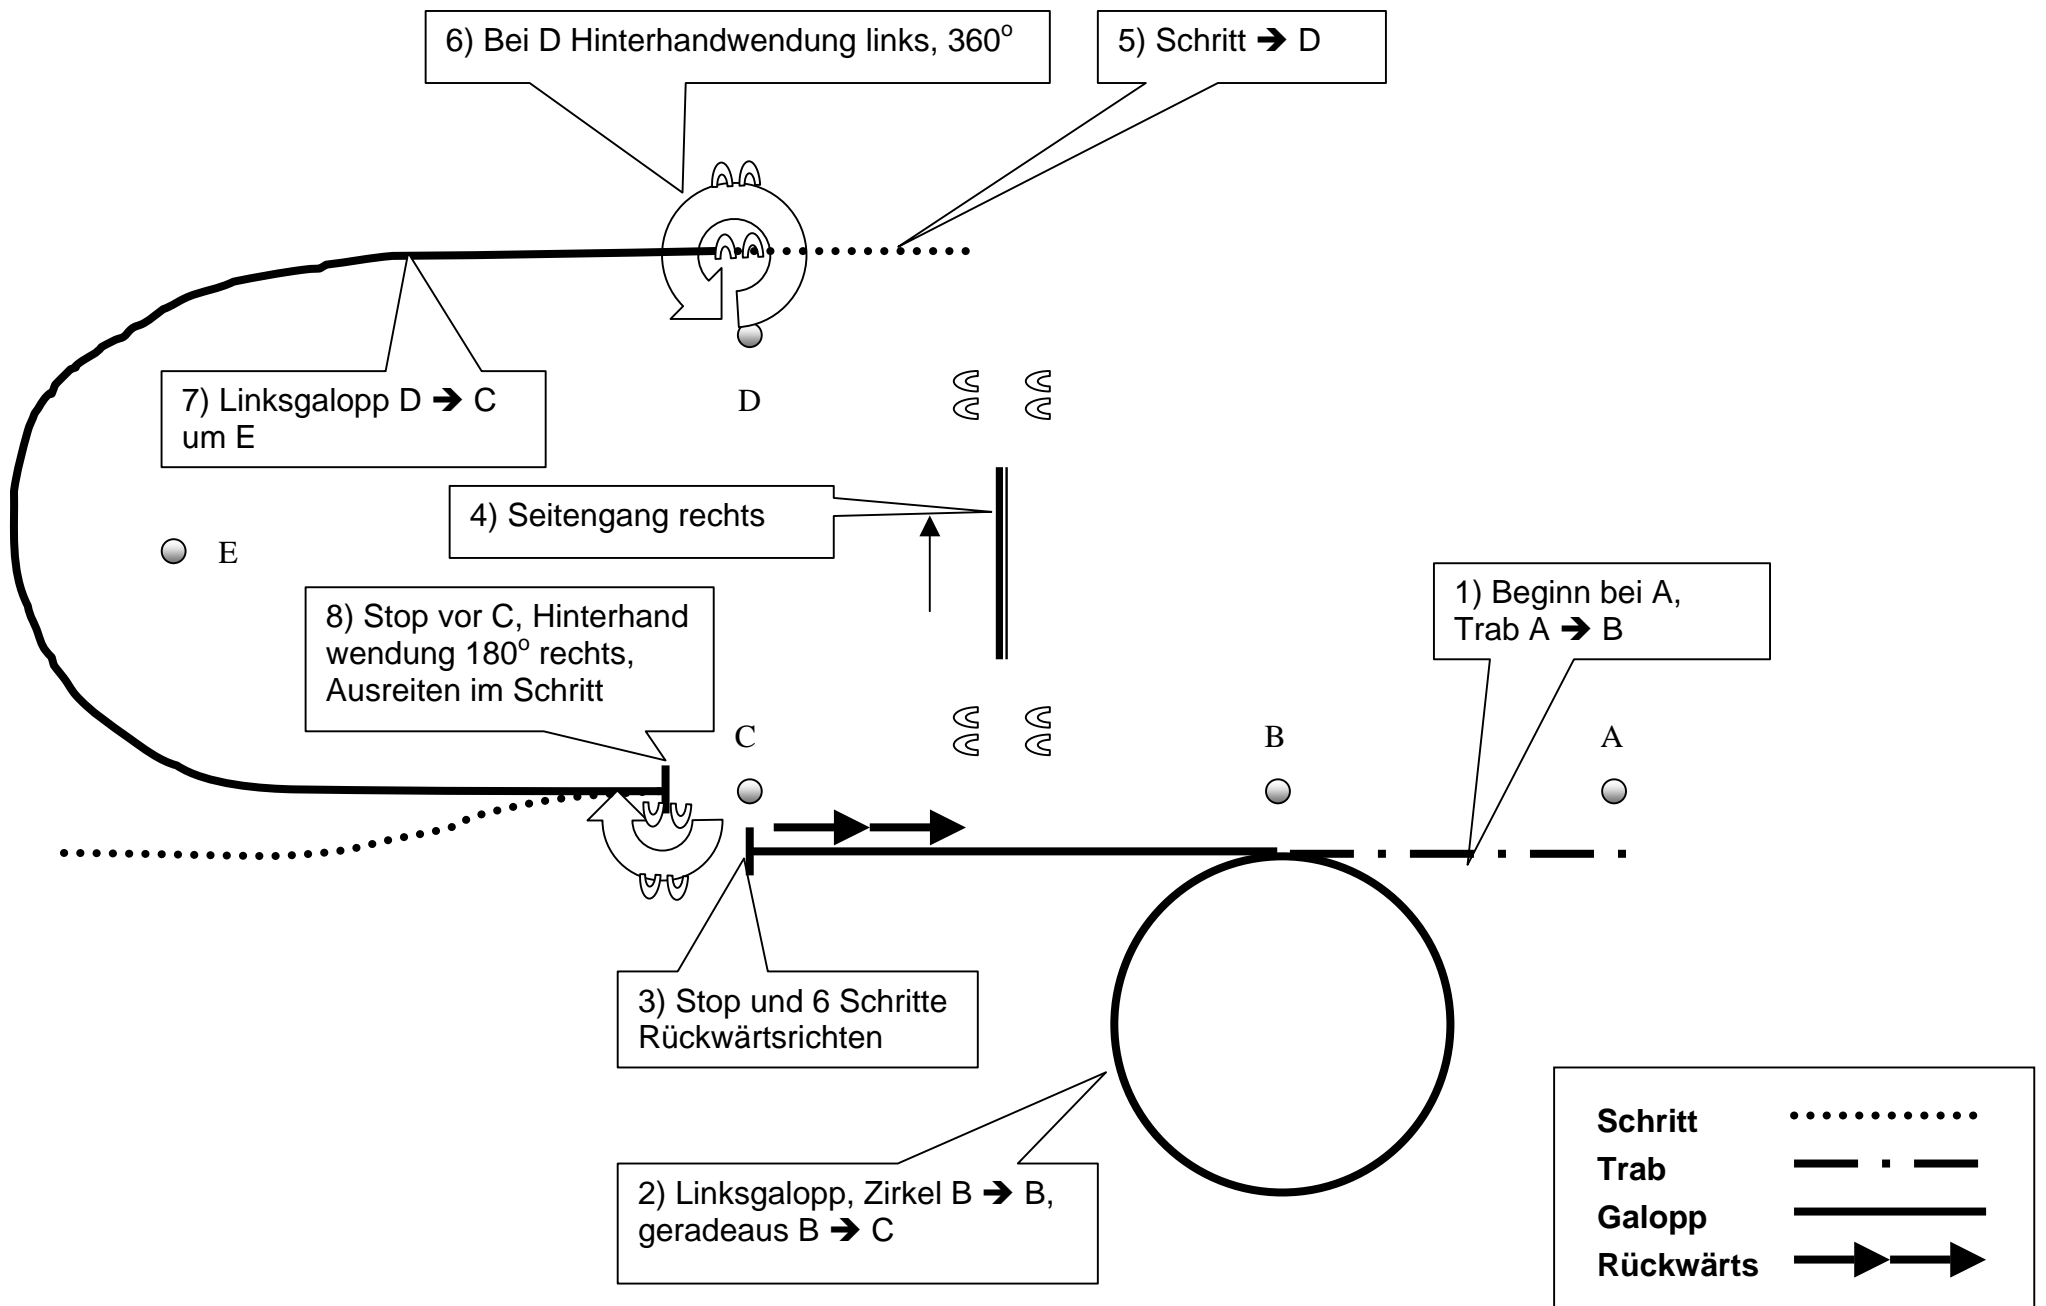 6) Bei D Hinterhandwendung links, 360°
5) Schritt ➔ D
7) Linksgalopp D ➔ C
um E
D
4) Seitengang rechts
E
8) Stop vor C, Hinterhand
wendung 180° rechts,
Ausreiten im Schritt
1) Beginn bei A,
Trab A ➔ B
C
B
A
3) Stop und 6 Schritte
Rückwärtsrichten
2) Linksgalopp, Zirkel B ➔ B,
geradeaus B ➔ C
Schritt
Trab
Galopp
Rückwärts